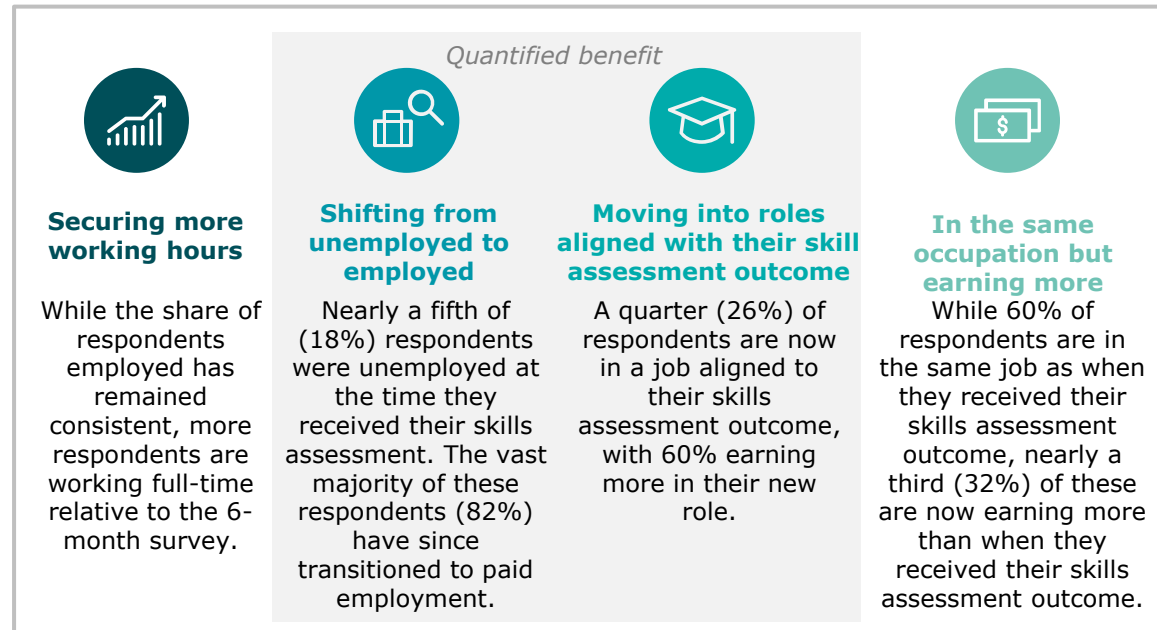 Quantified benefit
$
Securing more
working hours
While the share of
respondents
employed has
remained
consistent, more
respondents are
working full-time
relative to the 6-
month survey.
Shifting from
unemployed to
employed
Nearly a fifth of
(18%) respondents
were unemployed at
the time they
received their skills
assessment. The vast
majority of these
respondents (82%)
have since
transitioned to paid
employment.
Moving into roles
aligned with their skill
assessment outcome
A quarter (26%) of
respondents are now
in a job aligned to
their skills
assessment outcome,
with 60% earning
more in their new
role.
In the same
occupation but
earning more
While 60% of
respondents are in
the same job as when
they received their
skills assessment
outcome, nearly a
third (32%) of these
are now earning more
than when they
received their skills
assessment outcome.